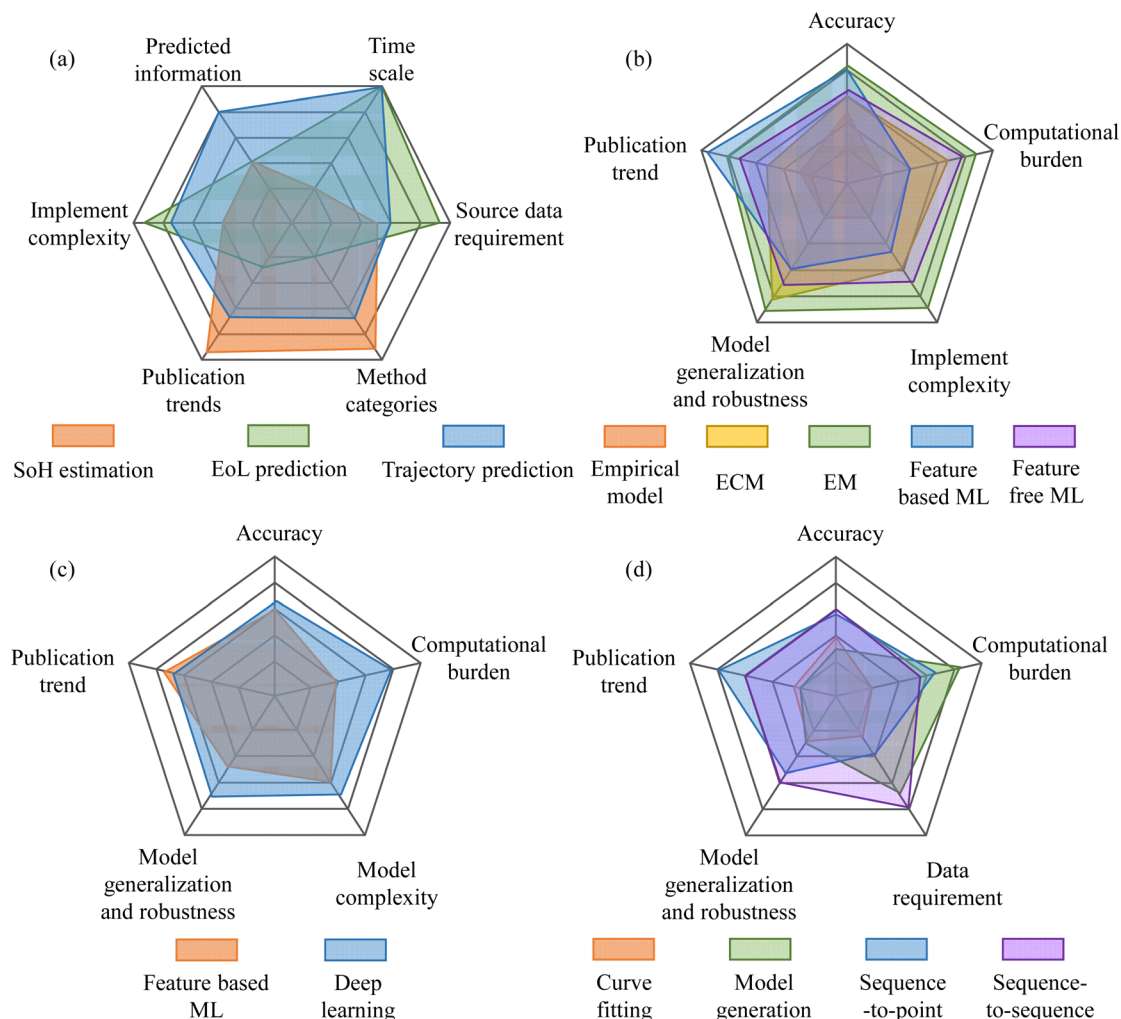 (a)
Predicted
information
Time
scale
Implement
complexity
Source data
requirement
Publication
trends
Method
categories
SoH estimation
EoL prediction
Trajectory prediction
(b)
Accuracy
Publication
trend
Computational
burden
Model
generalization
and robustness
Implement
complexity
Empirical
model
ECM
EM
Feature
based ML
Feature
free ML
(c)
Accuracy
Publication
trend
Computational
burden
Model
generalization
and robustness
Model
complexity
Feature based
ML
Deep
learning
(d)
Accuracy
Publication
trend
Computational
burden
Model
generalization
and robustness
Data
requirement
Curve
fitting
Model
generation
Sequence
-to-point
Sequence-
to-sequence